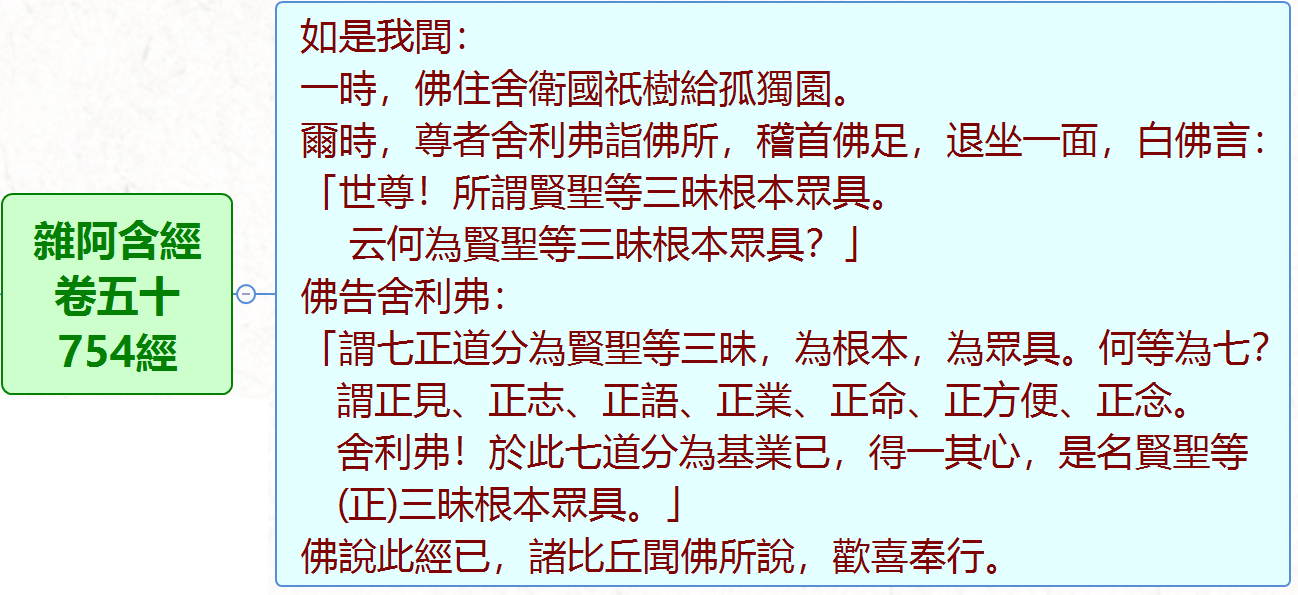 雜阿含經
卷五十
754經
如是我聞：
一時，佛住舍衛國祇樹給孤獨園。
爾時，尊者舍利弗詣佛所，稽首佛足，退坐一面，白佛言：
「世尊！所謂賢聖等三昧根本眾具。
云何為賢聖等三昧根本眾具？」
佛告舍利弗：
「謂七正道分為賢聖等三昧，為根本，為眾具。何等為七？
謂正見、正志、正語、正業、正命、正方便、正念。
舍利弗！於此七道分為基業已，得一其心，是名賢聖等
(正)三昧根本眾具。」
佛說此經已，諸比丘聞佛所說，歡喜奉行。